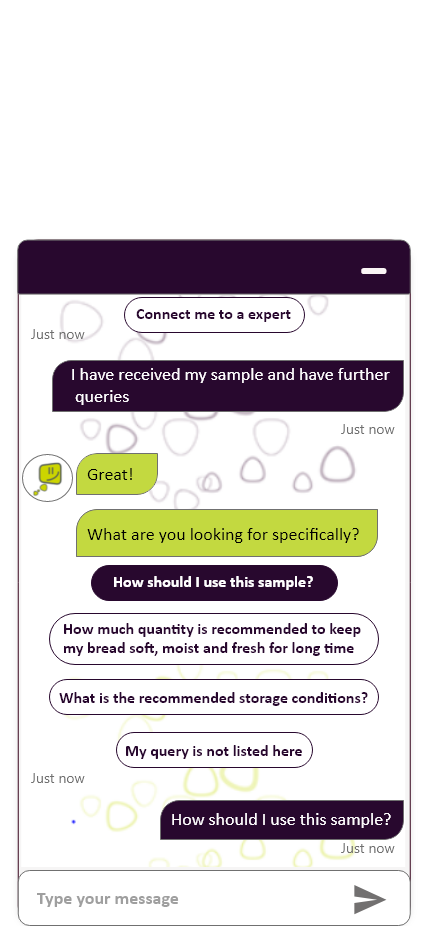 Connect me to a expert
Just now
I have received my sample and have further
queries
Just now
Great!
What are you looking for specifically?
How should I use this sample?
How much quantity is recommended to keep
my bread soft, moist and fresh for long time
What is the recommended storage conditions?
My query is not listed here
Just now
How should I use this sample?
Just now
Type your message